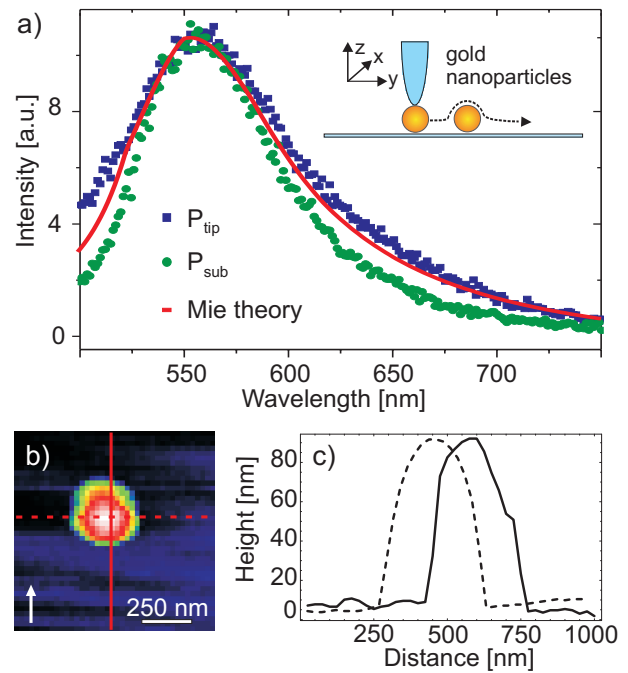 a)
Intensity [a.u.]
8
4
0
z
x
y
gold
nanoparticles
P_tip
P_sub
Mie theory
550 600 650 700
Wavelength [nm]
b)
250 nm
c)
Height [nm]
80
60
40
20
0
250 500 750 1000
Distance [nm]